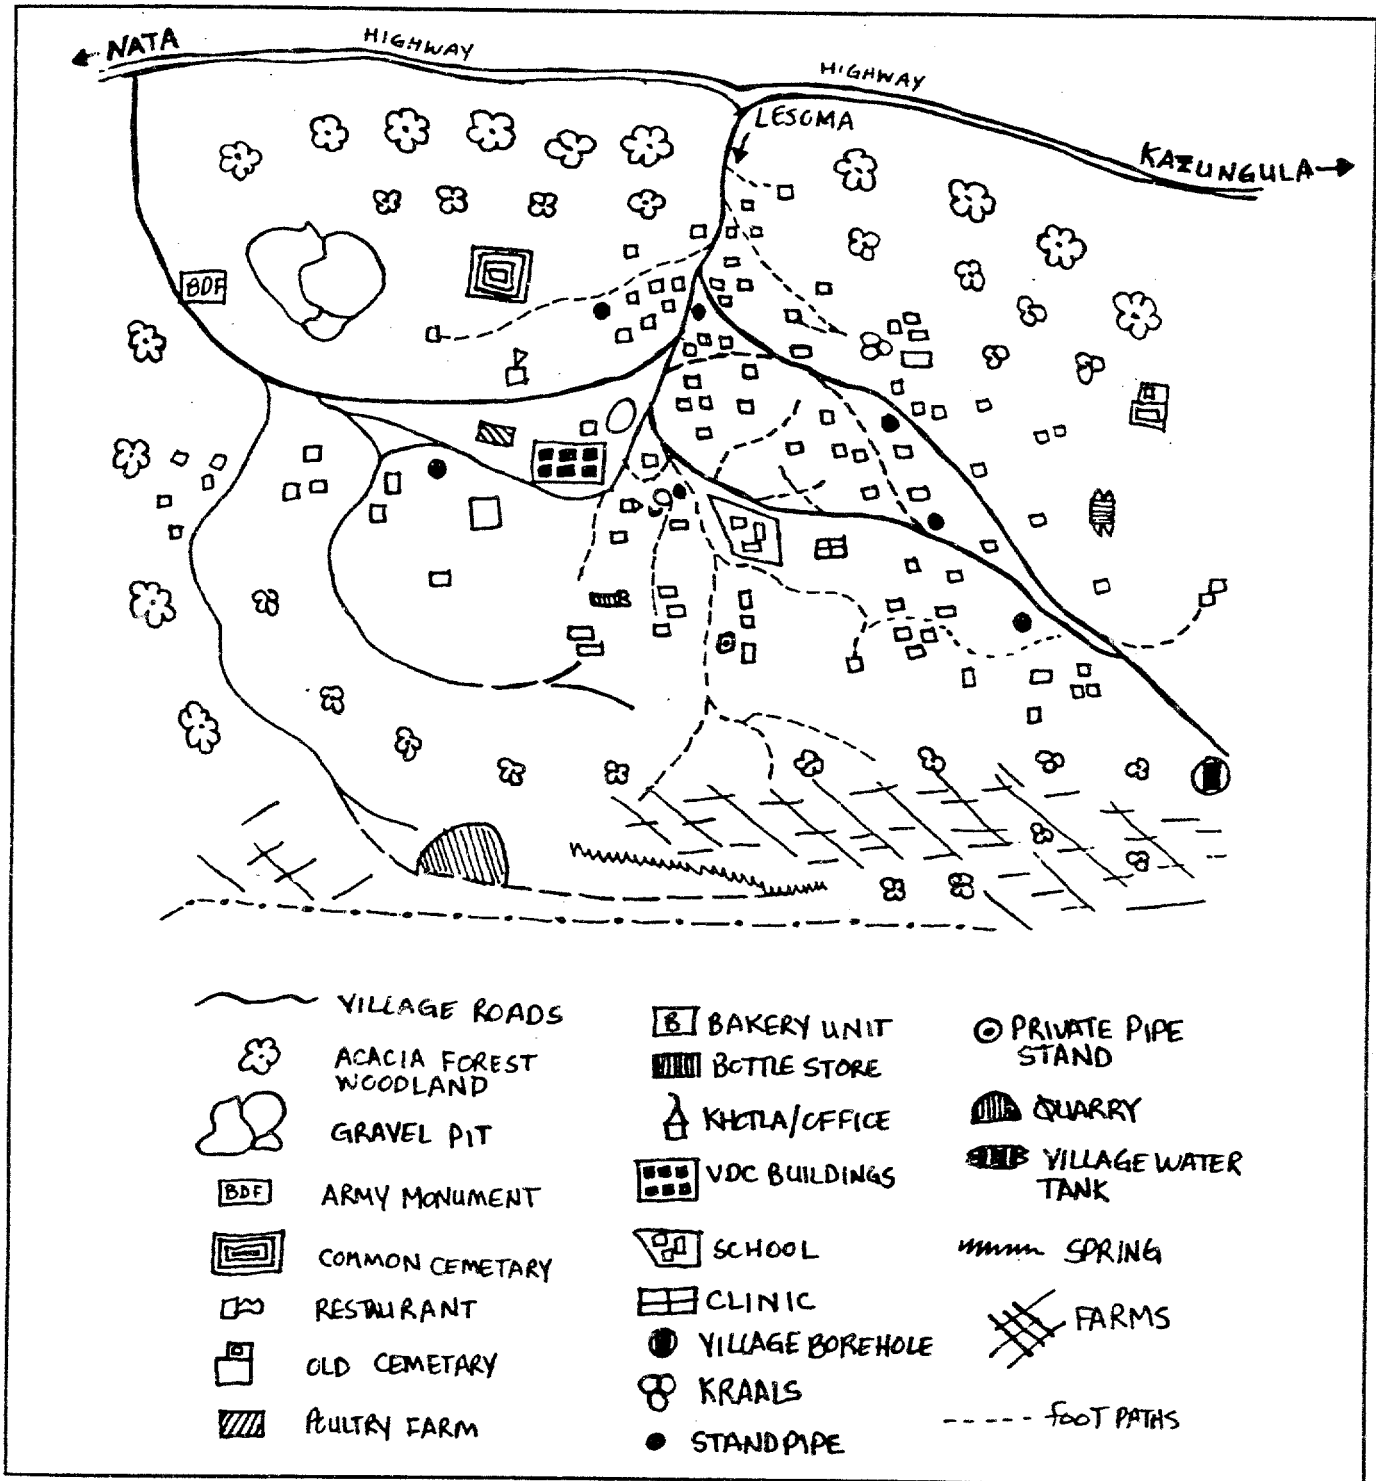 NATA
HIGHWAY
HIGHWAY
LESOMA
KAZUNGULA
BDF
VILLAGE ROADS
ACACIA FOREST
WOODLAND
GRAVEL PIT
BDF
ARMY MONUMENT
COMMON CEMETARY
RESTAURANT
OLD CEMETARY
POULTRY FARM
B
BAKERY UNIT
BOTTLE STORE
KHOTLA/OFFICE
VDC BUILDINGS
SCHOOL
CLINIC
VILLAGE BOREHOLE
KRAALS
STANDPIPE
PRIVATE PIPE
STAND
QUARRY
VILLAGE WATER
TANK
SPRING
FARMS
FOOT PATHS